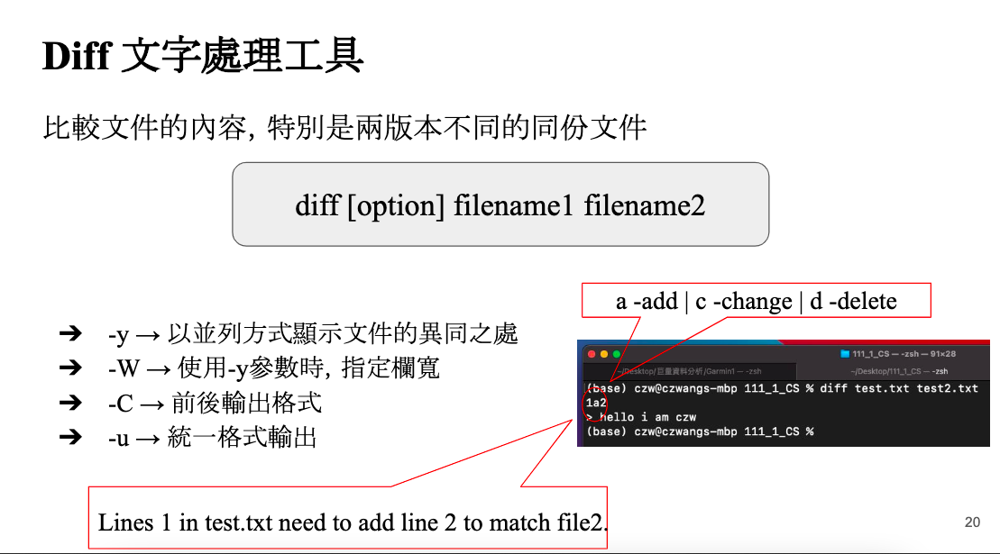 Diff 文字處理工具
比較文件的內容，特別是兩版本不同的同份文件
diff [option] filename1 filename2
a -add | c -change | d -delete
➔ -y → 以並列方式顯示文件的異同之處
➔ -W → 使用-y參數時，指定欄寬
➔ -C → 前後輸出格式
➔ -u → 統一格式輸出
111_1_CS — -zsh — 91×28
~/Desktop/巨量資料分析/Garmin1 — -zsh
~/Desktop/111_1_CS — -zsh
(base) czw@czwangs-mbp 111_1_CS % diff test.txt test2.txt
1a2
> hello i am czw
(base) czw@czwangs-mbp 111_1_CS %
Lines 1 in test.txt need to add line 2 to match file2.
20